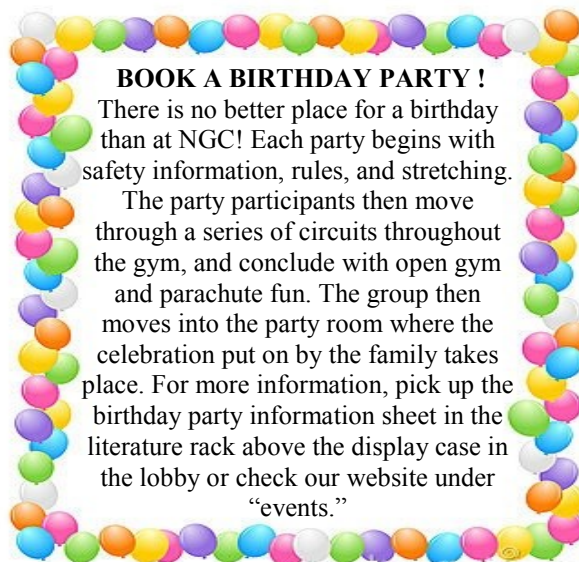 BOOK A BIRTHDAY PARTY !
There is no better place for a birthday
than at NGC! Each party begins with
safety information, rules, and stretching.
The party participants then move
through a series of circuits throughout
the gym, and conclude with open gym
and parachute fun. The group then
moves into the party room where the
celebration put on by the family takes
place. For more information, pick up the
birthday party information sheet in the
literature rack above the display case in
the lobby or check our website under
“events.”